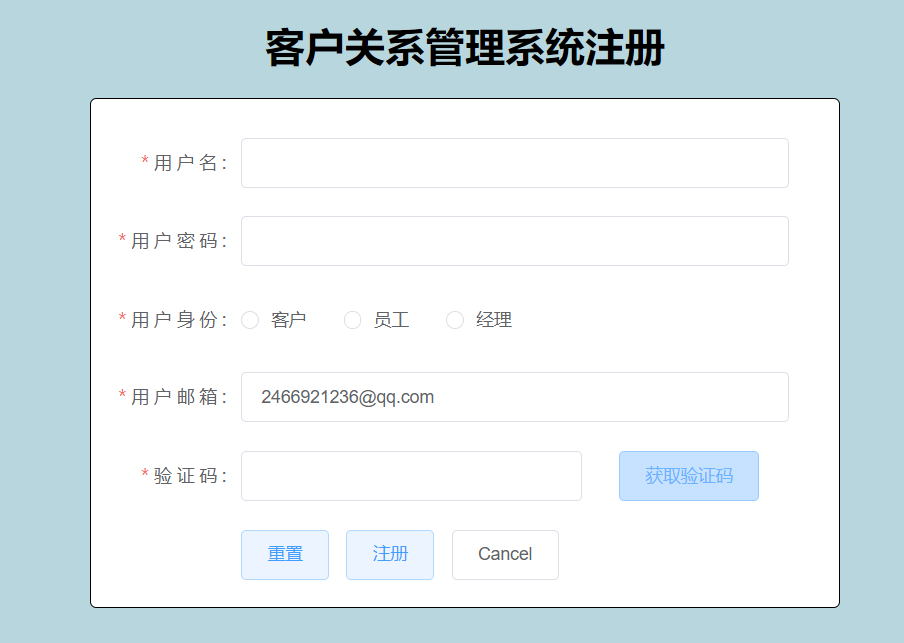 客户关系管理系统注册
* 用户名:
* 用户密码:
* 用户身份: 客户 员工 经理
* 用户邮箱: 2466921236@qq.com
* 验证码: 获取验证码
重置 注册 Cancel